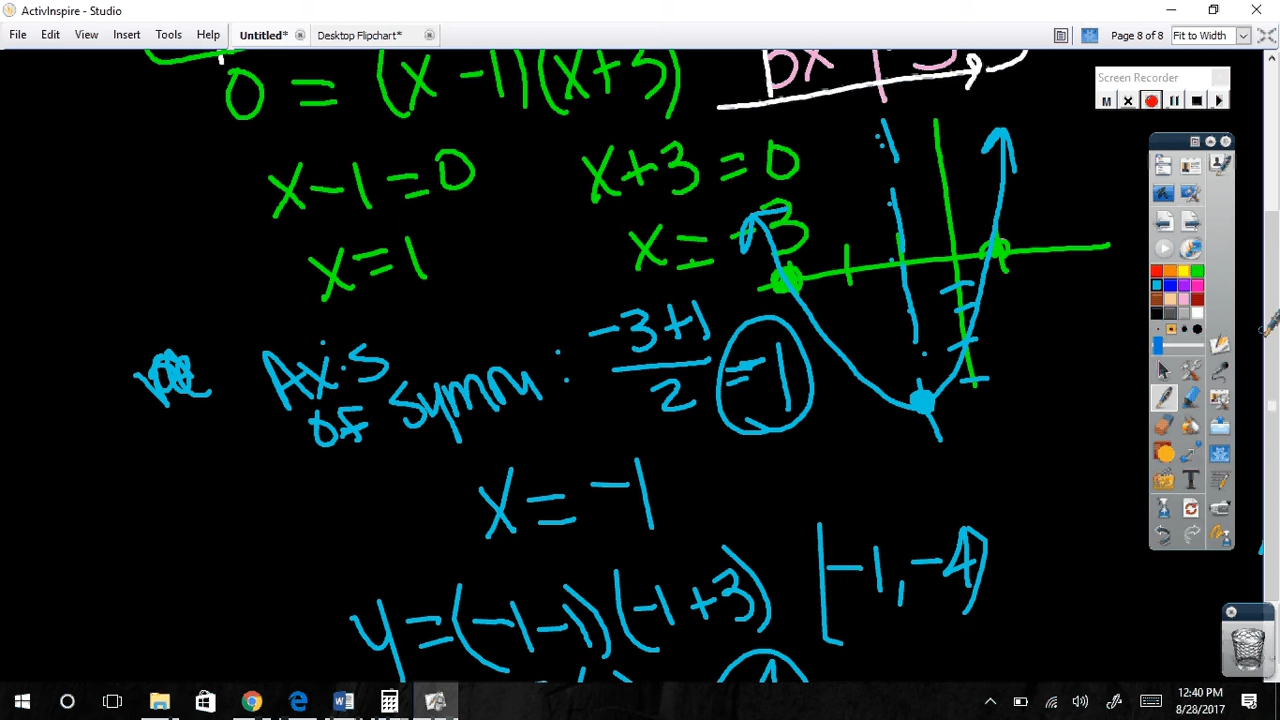 ActivInspire - Studio
File Edit View Insert Tools Help Untitled* Desktop Flipchart* Page 8 of 8 Fit to Width
Screen Recorder
M
0 = (x - 1)(x + 3)
x - 1 = 0 x + 3 = 0
x = 1 x = -3
Axis of Symm : -3+1 / 2 = -1
x = -1
(-1, -4)
y = (-1-1)(-1+3)
T
12:40 PM
8/28/2017